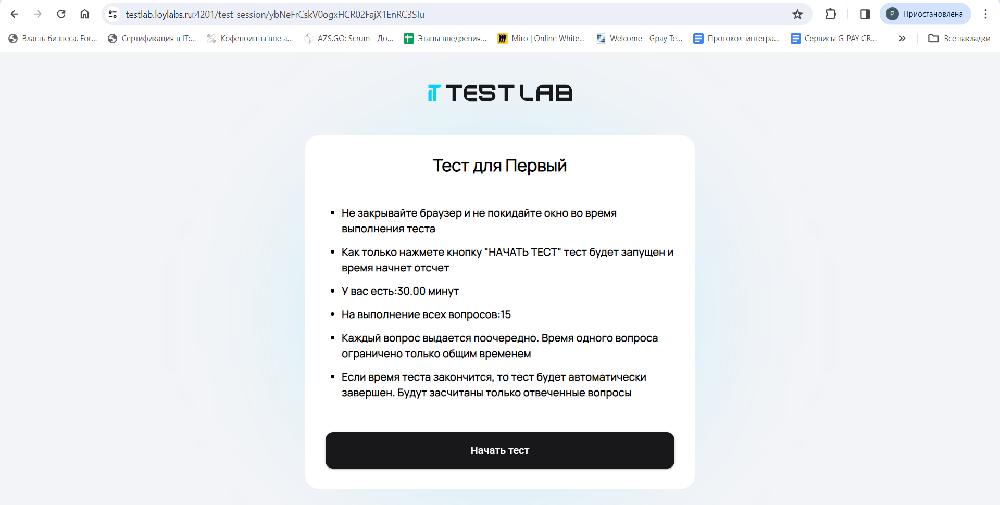 testlab.loylabs.ru:4201/test-session/ybNeFrCskV0ogxHCR02FajX1EnRC3SIu
P Приостановлена
Власть бизнеса. For...
Сертификация в IT:...
Кофепоинты вне а...
AZS.GO: Scrum - До...
Этапы внедрения...
Miro | Online White...
Welcome - Gpay Te...
Протокол_интегра...
Сервисы G-PAY CR...
Все закладки
TEST LAB
Тест для Первый
Не закрывайте браузер и не покидайте окно во время
выполнения теста
Как только нажмете кнопку "НАЧАТЬ ТЕСТ" тест будет запущен и
время начнет отсчет
У вас есть:30.00 минут
На выполнение всех вопросов:15
Каждый вопрос выдается поочередно. Время одного вопроса
ограничено только общим временем
Если время теста закончится, то тест будет автоматически
завершен. Будут засчитаны только отвеченные вопросы
Начать тест